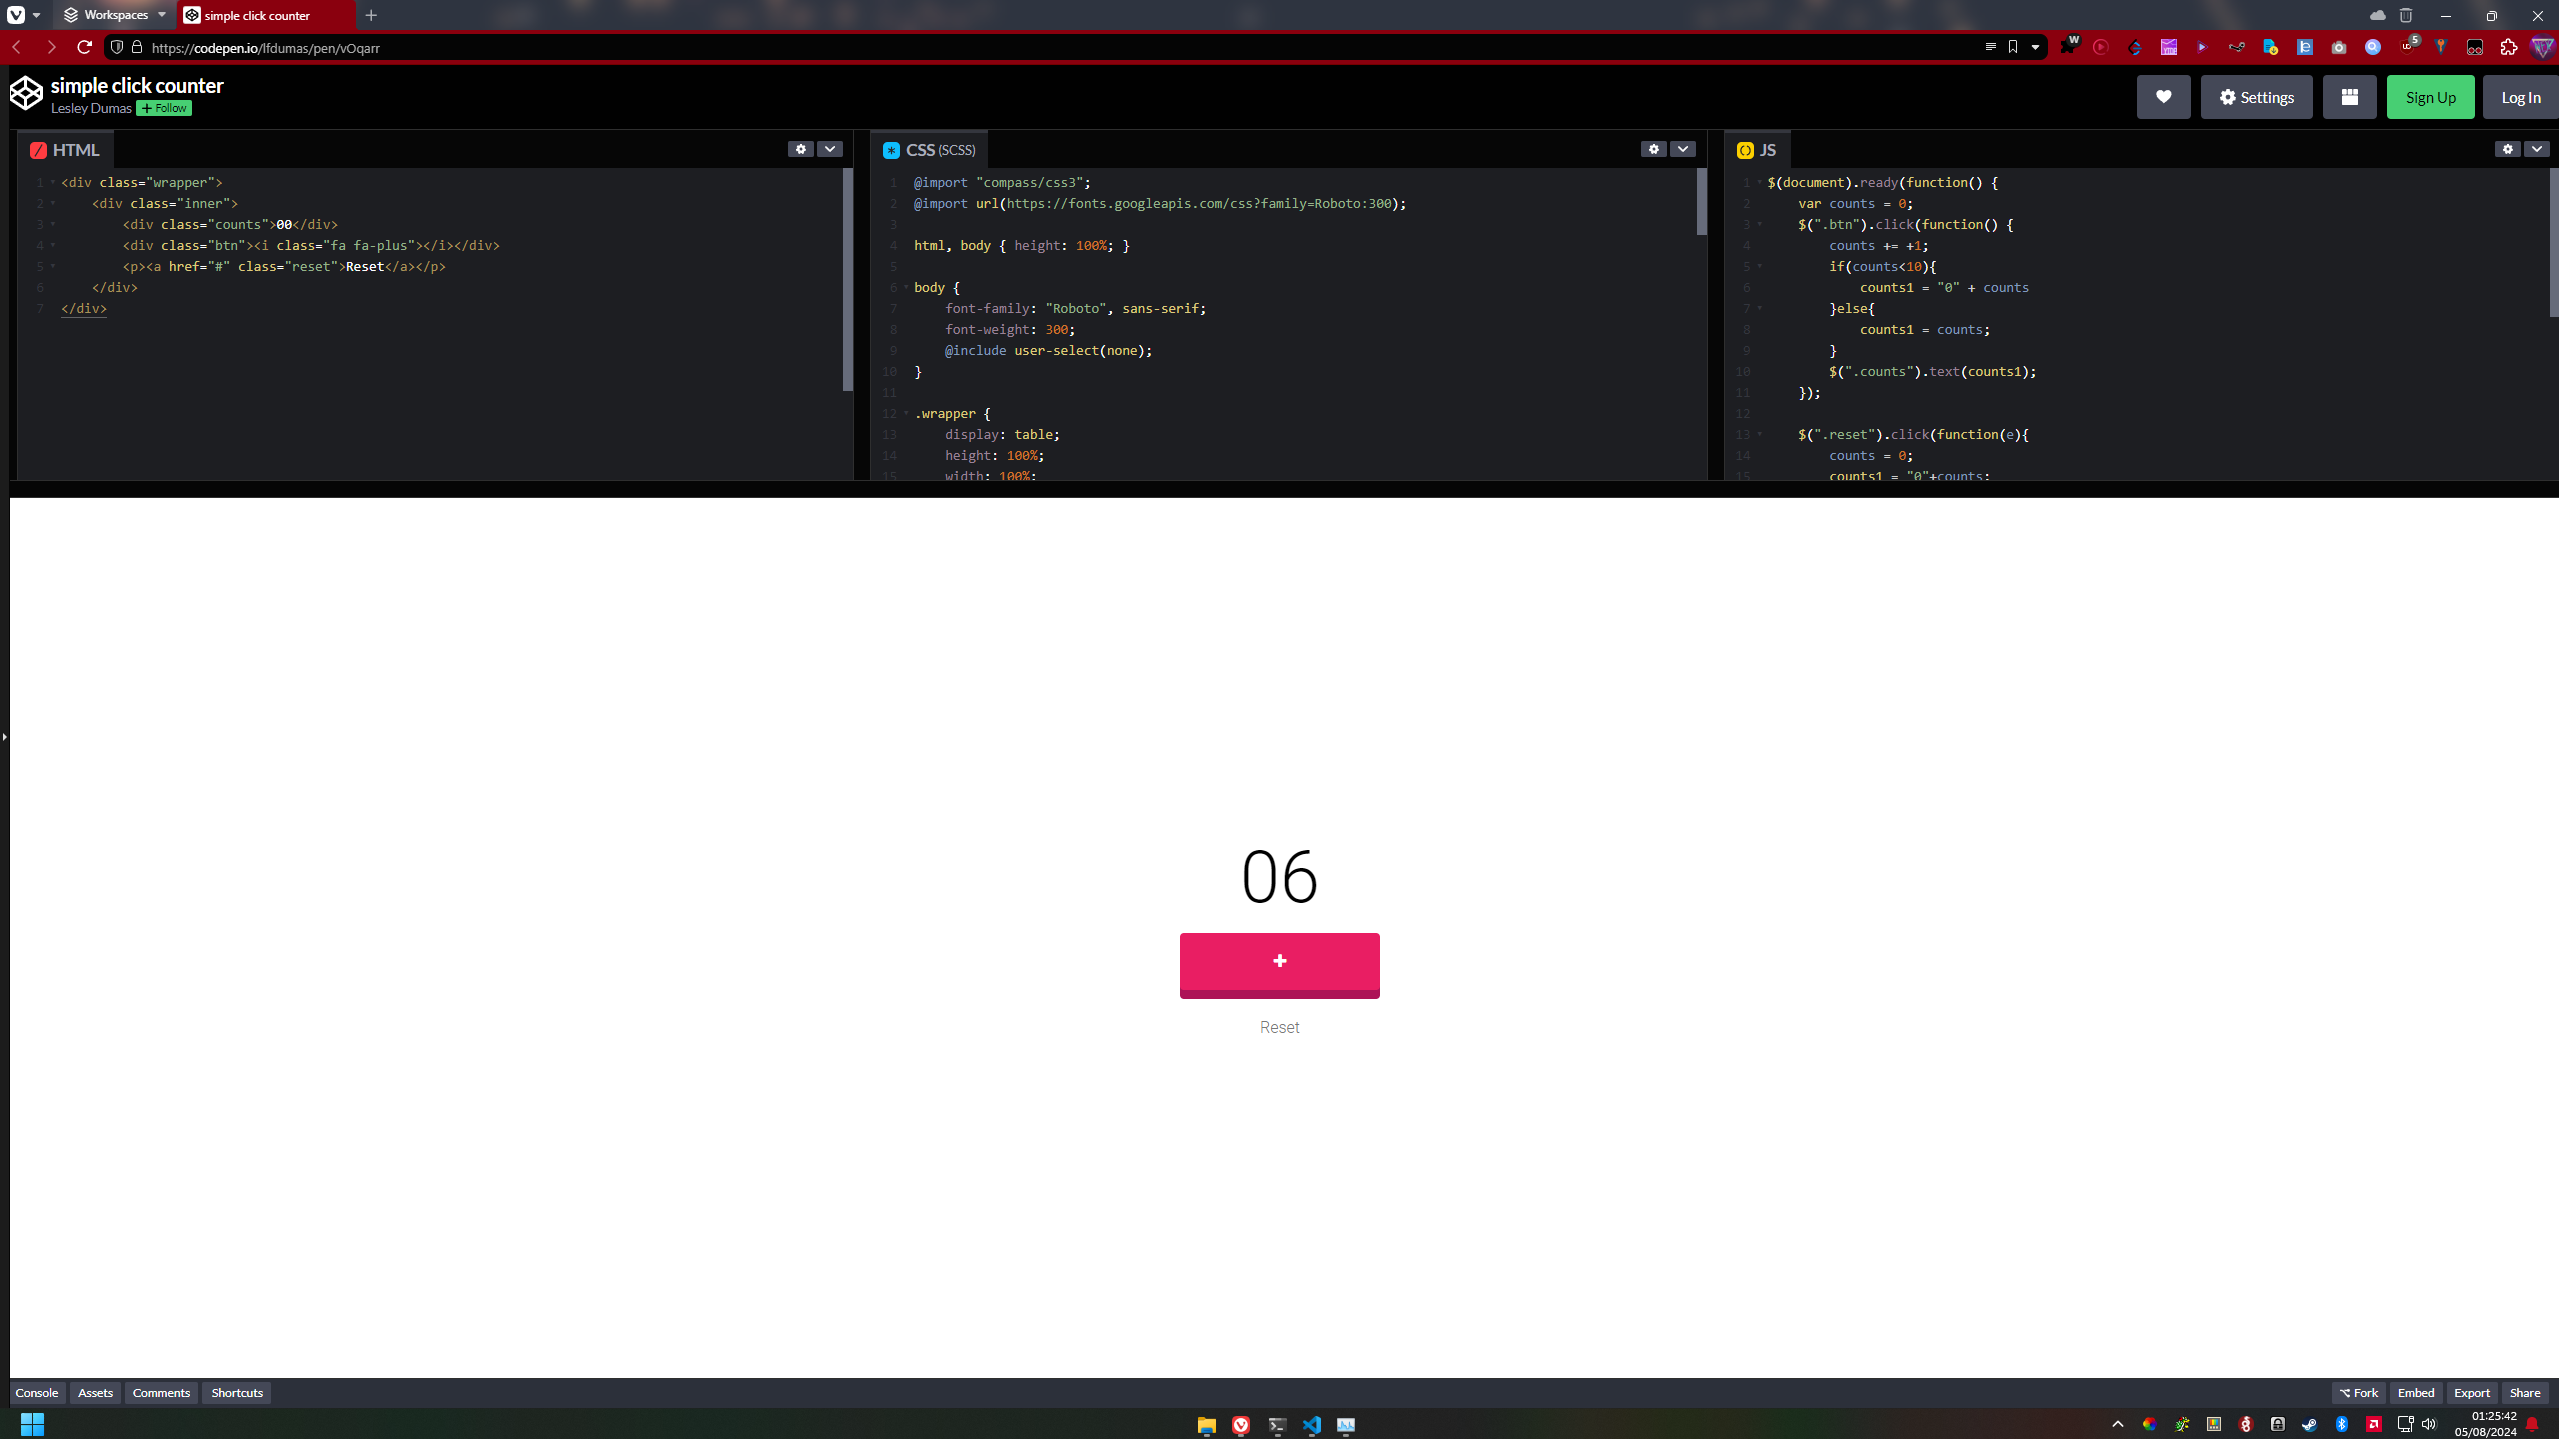 Workspaces
simple click counter
https://codepen.io/lfdumas/pen/vOqarr
W
5
simple click counter
Lesley Dumas
+ Follow
Settings
Sign Up
Log In
HTML
1 <div class="wrapper">
2 <div class="inner">
3 <div class="counts">00</div>
4 <div class="btn"><i class="fa fa-plus"></i></div>
5 <p><a href="#" class="reset">Reset</a></p>
6 </div>
7 </div>
CSS (SCSS)
1 @import "compass/css3";
2 @import url(https://fonts.googleapis.com/css?family=Roboto:300);
3
4 html, body { height: 100%; }
5
6 body {
7 font-family: "Roboto", sans-serif;
8 font-weight: 300;
9 @include user-select(none);
10 }
11
12 .wrapper {
13 display: table;
14 height: 100%;
15 width: 100%;
JS
1 $(document).ready(function() {
2 var counts = 0;
3 $(".btn").click(function() {
4 counts += +1;
5 if(counts<10){
6 counts1 = "0" + counts
7 }else{
8 counts1 = counts;
9 }
10 $(".counts").text(counts1);
11 });
12
13 $(".reset").click(function(e){
14 counts = 0;
15 counts1 = "0"+counts;
06
+
Reset
Console
Assets
Comments
Shortcuts
Fork
Embed
Export
Share
01:25:42
05/08/2024